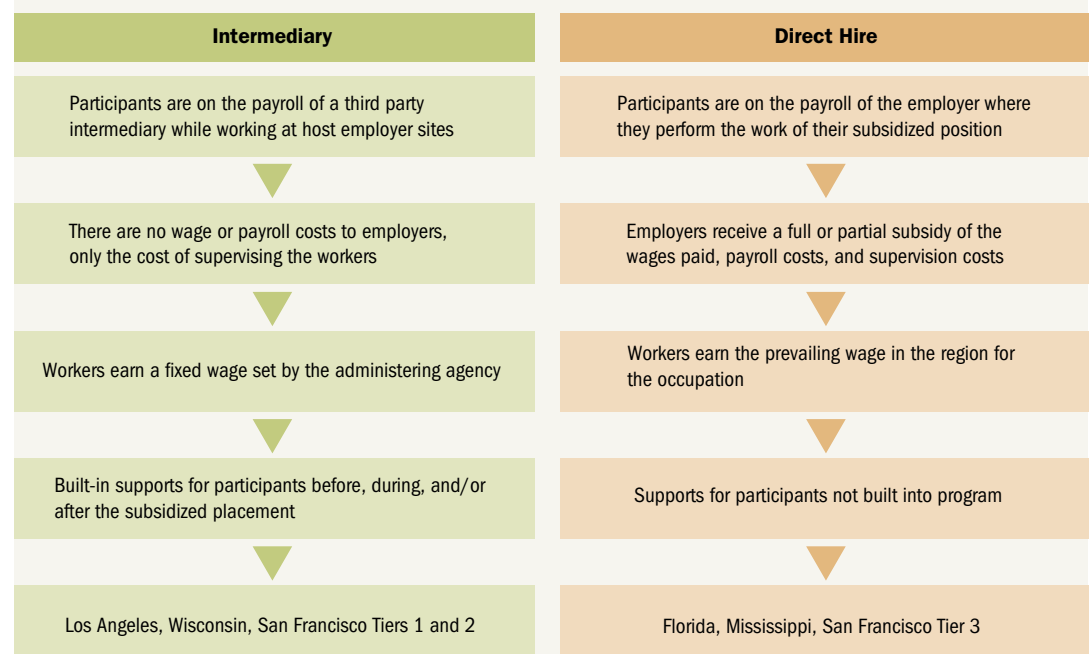 Intermediary
Participants are on the payroll of a third party
intermediary while working at host employer sites
There are no wage or payroll costs to employers,
only the cost of supervising the workers
Workers earn a fixed wage set by the administering agency
Built-in supports for participants before, during, and/or
after the subsidized placement
Los Angeles, Wisconsin, San Francisco Tiers 1 and 2
Direct Hire
Participants are on the payroll of the employer where
they perform the work of their subsidized position
Employers receive a full or partial subsidy of the
wages paid, payroll costs, and supervision costs
Workers earn the prevailing wage in the region for
the occupation
Supports for participants not built into program
Florida, Mississippi, San Francisco Tier 3